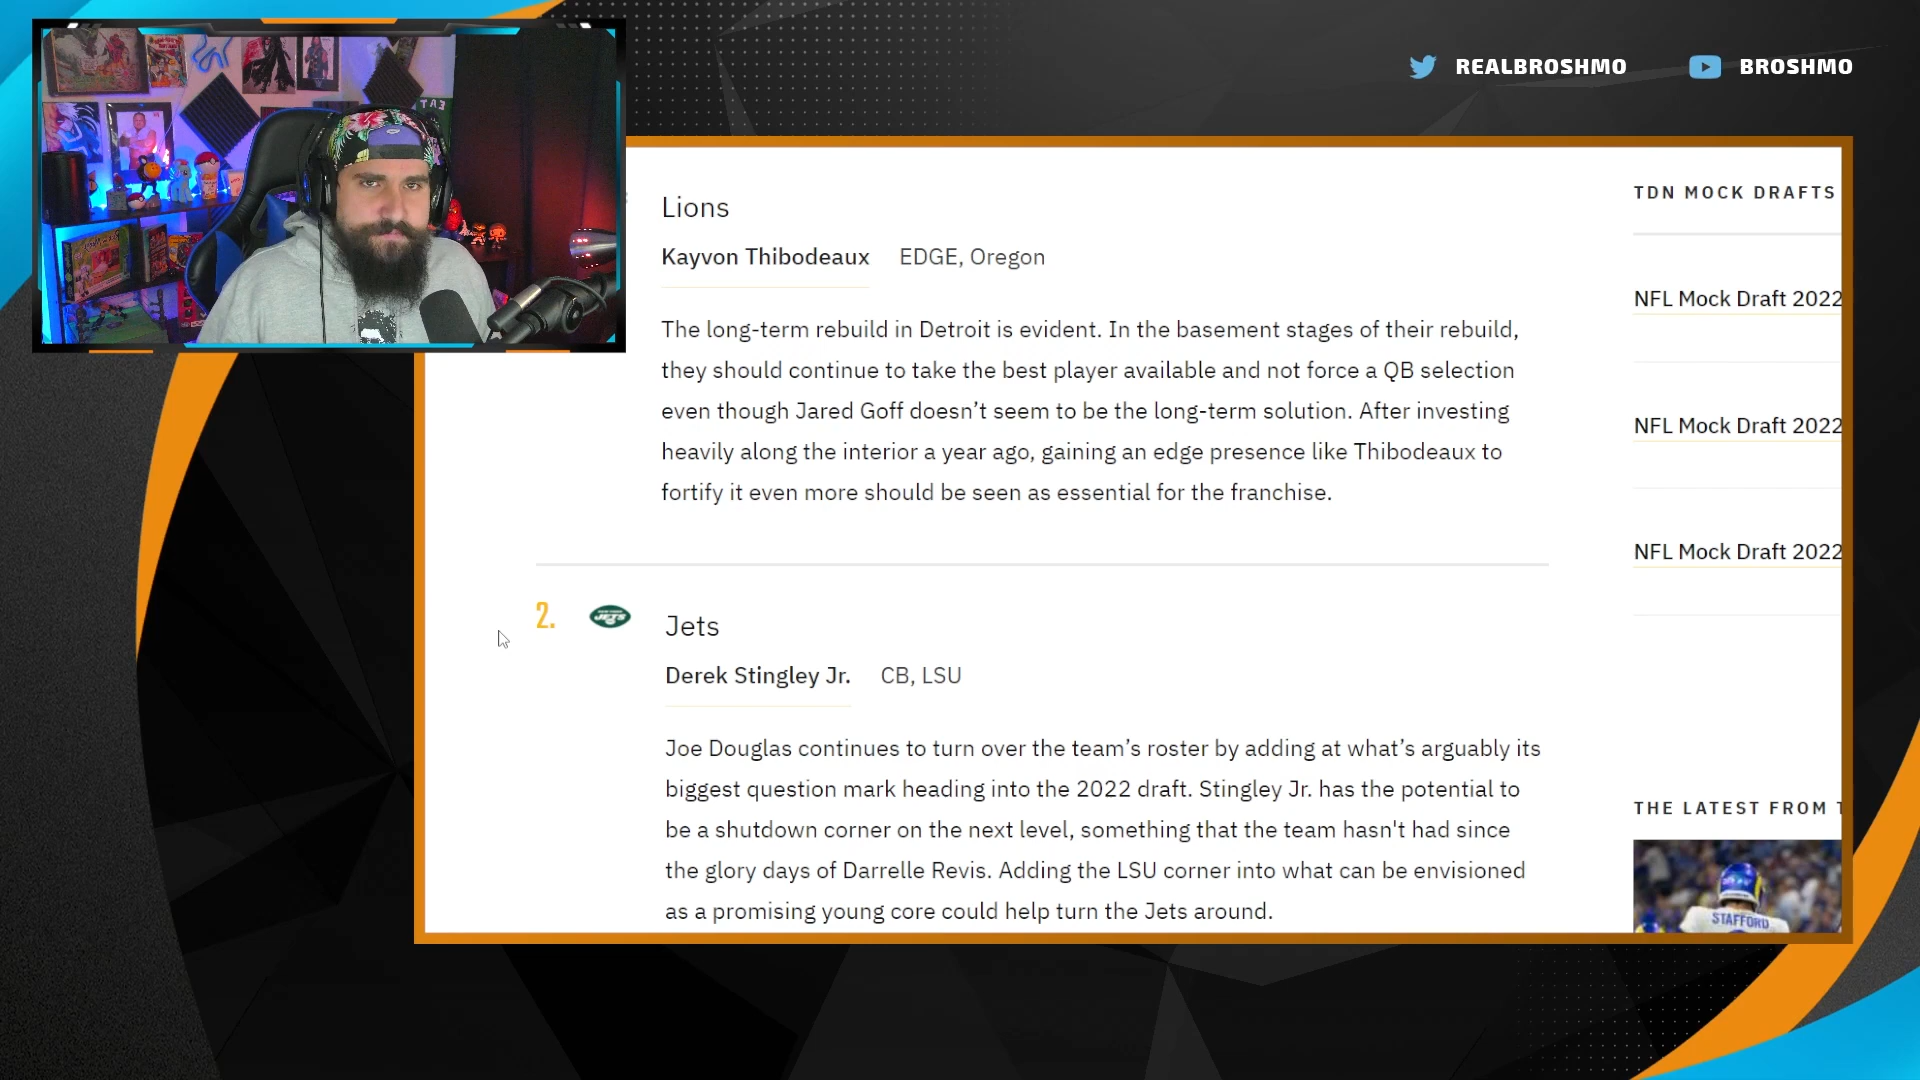 REALBROSHMO
BROSHMO
Lions
Kayvon Thibodeaux EDGE, Oregon
The long-term rebuild in Detroit is evident. In the basement stages of their rebuild,
they should continue to take the best player available and not force a QB selection
even though Jared Goff doesn’t seem to be the long-term solution. After investing
heavily along the interior a year ago, gaining an edge presence like Thibodeaux to
fortify it even more should be seen as essential for the franchise.
2.
JETS
Jets
Derek Stingley Jr. CB, LSU
Joe Douglas continues to turn over the team’s roster by adding at what’s arguably its
biggest question mark heading into the 2022 draft. Stingley Jr. has the potential to
be a shutdown corner on the next level, something that the team hasn't had since
the glory days of Darrelle Revis. Adding the LSU corner into what can be envisioned
as a promising young core could help turn the Jets around.
TDN MOCK DRAFTS
NFL Mock Draft 2022
NFL Mock Draft 2022
NFL Mock Draft 2022
THE LATEST FROM T
STAFFORD